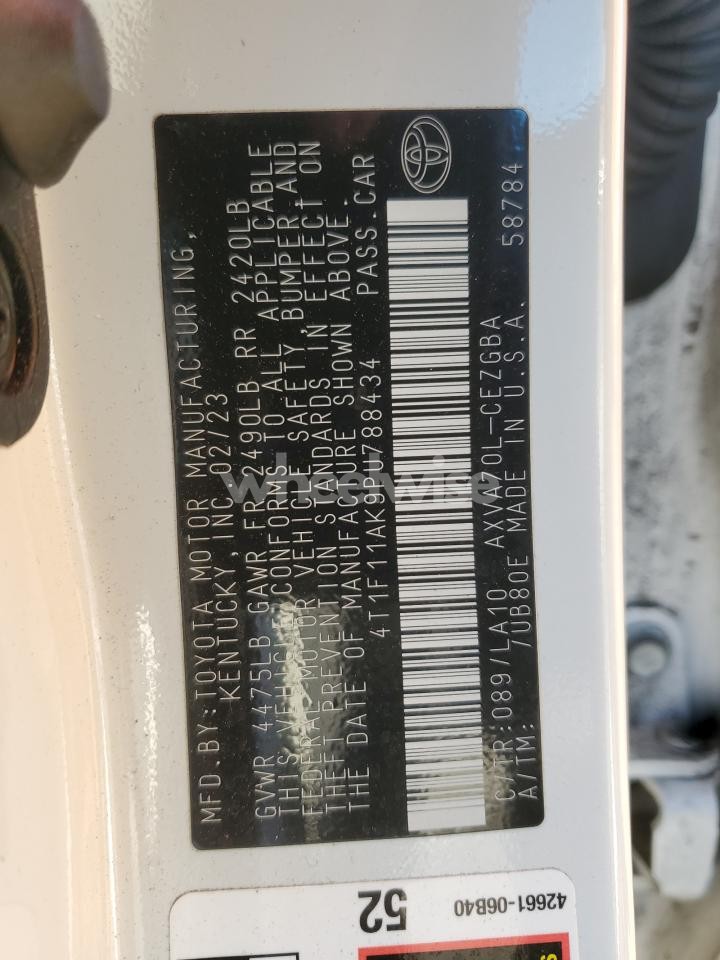 MFD.BY:TOYOTA MOTOR MANUFACTURING,
KENTUCKY,INC. 02/23
GVWR 4475LB GAWR FR 2490LB RR 2420LB
THIS VEHICLE CONFORMS TO ALL APPLICABLE
FEDERAL MOTOR VEHICLE SAFETY,BUMPER,AND
THEFT PREVENTION STANDARDS IN EFFECT ON
THE DATE OF MANUFACTURE SHOWN ABOVE.
4T1F11AK9PU788434 PASS.CAR
C/TR:089/LA10 AXVA70L-CEZGBA
A/TM: /UB80E MADE IN U.S.A. 58784
wheelwise
52
42661-06B40